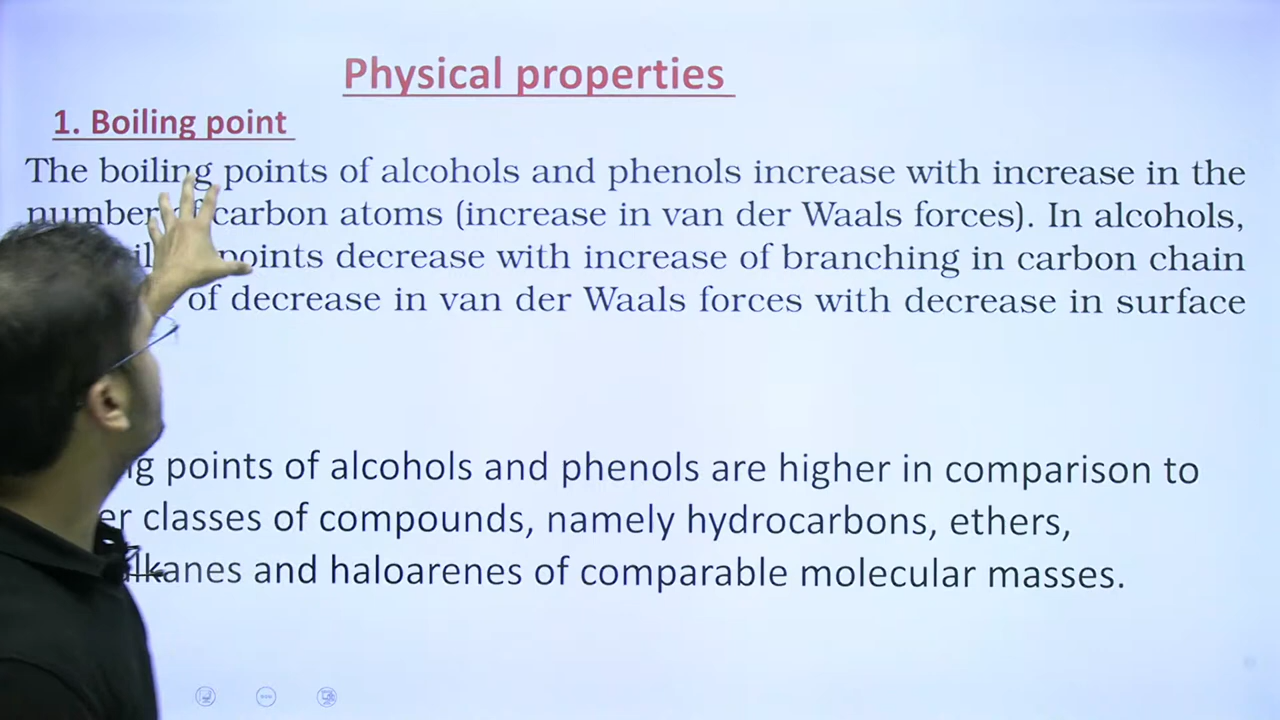 Physical properties
1. Boiling point
The boiling points of alcohols and phenols increase with increase in the
number of carbon atoms (increase in van der Waals forces). In alcohols,
points decrease with increase of branching in carbon chain
of decrease in van der Waals forces with decrease in surface
points of alcohols and phenols are higher in comparison to
classes of compounds, namely hydrocarbons, ethers,
and haloarenes of comparable molecular masses.